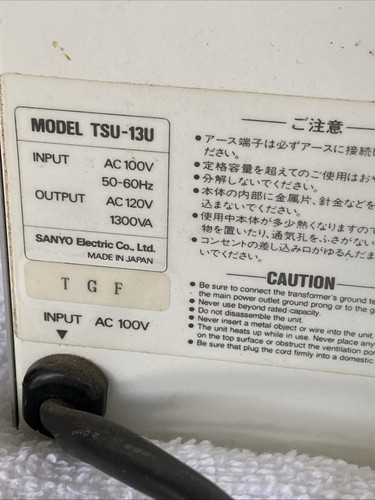 MODEL TSU-13U
INPUT AC 100V
50-60Hz
OUTPUT AC 120V
1300VA
SANYO Electric Co., Ltd.
MADE IN JAPAN
T G F
INPUT AC 100V
ご注意
●アース端子は必ずアースに接続し
ださい。
●定格容量を超えてのご使用はおや
●分解しないでください。
●本体の内部に金属片、針金などを
込まないでください。
●使用中本体が多少熱くなりますので
物を置いたり、通気孔をふさがない
●コンセントの差し込み口がゆるんだま
いでください。
CAUTION
● Be sure to connect the transformer's ground te
the main power outlet ground prong or to the g
● Never use beyond rated capacity.
● Do not disassemble the unit.
● Never insert a metal object or wire into the unit
● The unit heats up while in use. Never place any
on the top surface or obstruct the ventilation por
● Be sure that plug the cord firmly into a domestic